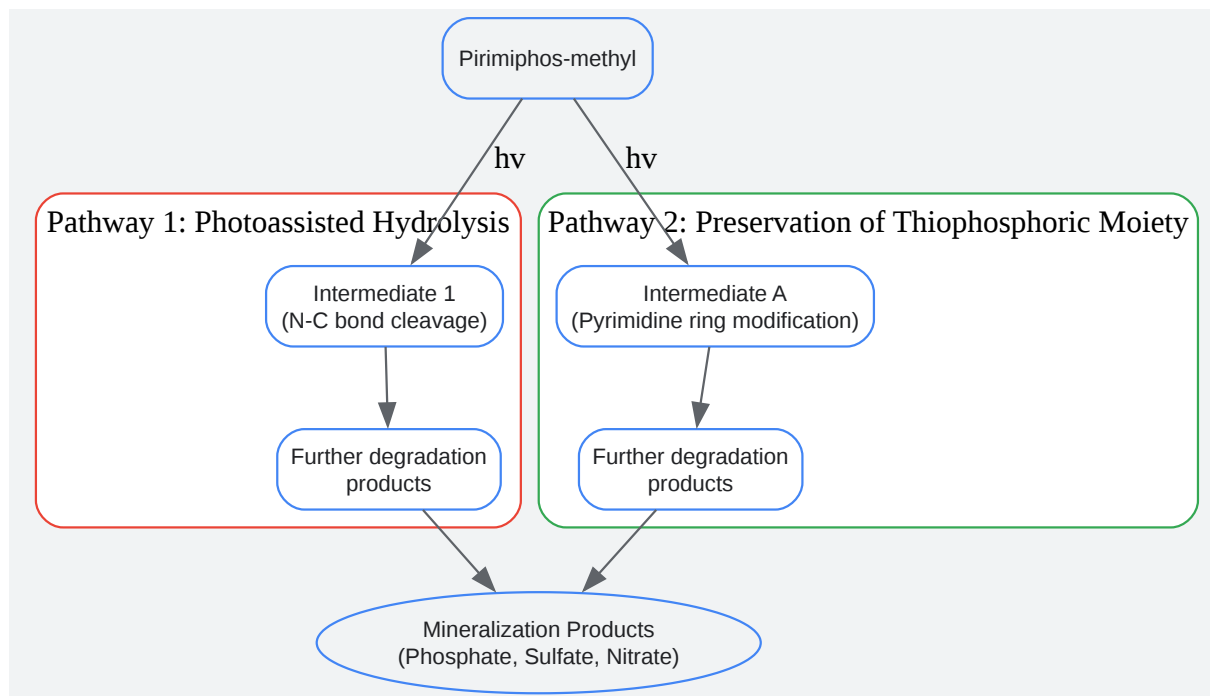 Pirimiphos-methyl
hv
hv
Pathway 1: Photoassisted Hydrolysis
Pathway 2: Preservation of Thiophosphoric Moiety
Intermediate 1
(N-C bond cleavage)
Intermediate A
(Pyrimidine ring modification)
Further degradation
products
Further degradation
products
Mineralization Products
(Phosphate, Sulfate, Nitrate)